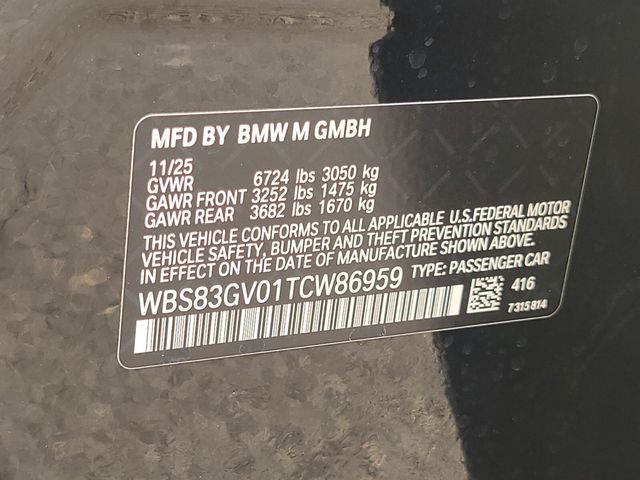 MFD BY BMW M GMBH
11/25
GVWR 6724 lbs 3050 kg
GAWR FRONT 3252 lbs 1475 kg
GAWR REAR 3682 lbs 1670 kg
THIS VEHICLE CONFORMS TO ALL APPLICABLE U.S.FEDERAL MOTOR
VEHICLE SAFETY, BUMPER AND THEFT PREVENTION STANDARDS
IN EFFECT ON THE DATE OF MANUFACTURE SHOWN ABOVE.
WBS83GV01TCW86959 TYPE: PASSENGER CAR
416
7315814